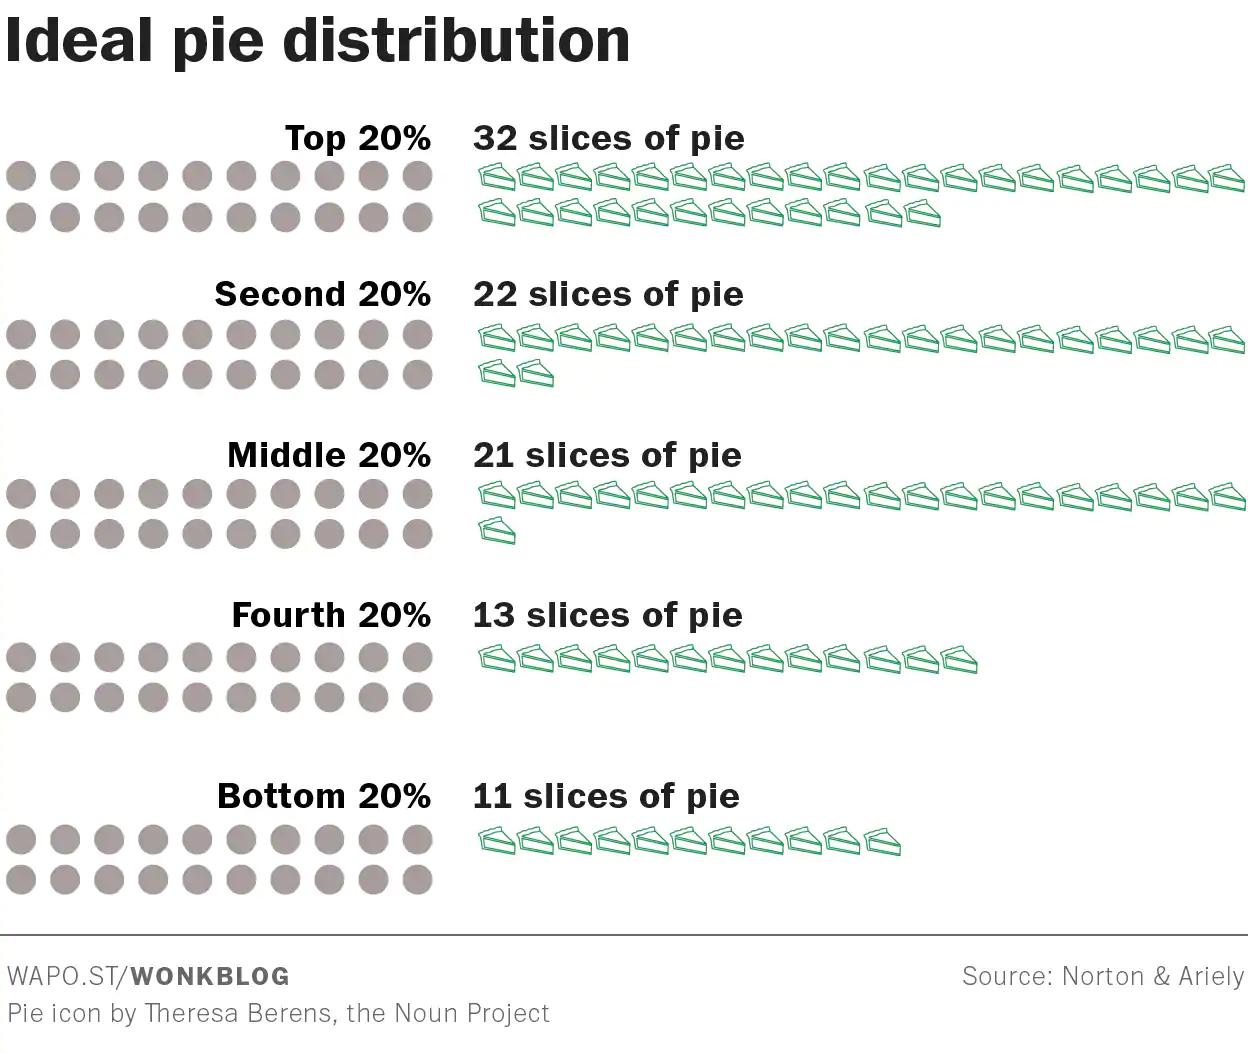 Ideal pie distribution
Top 20% 32 slices of pie
Second 20% 22 slices of pie
Middle 20% 21 slices of pie
Fourth 20% 13 slices of pie
Bottom 20% 11 slices of pie
WAPO.ST/WONKBLOG Source: Norton & Ariely
Pie icon by Theresa Berens, the Noun Project